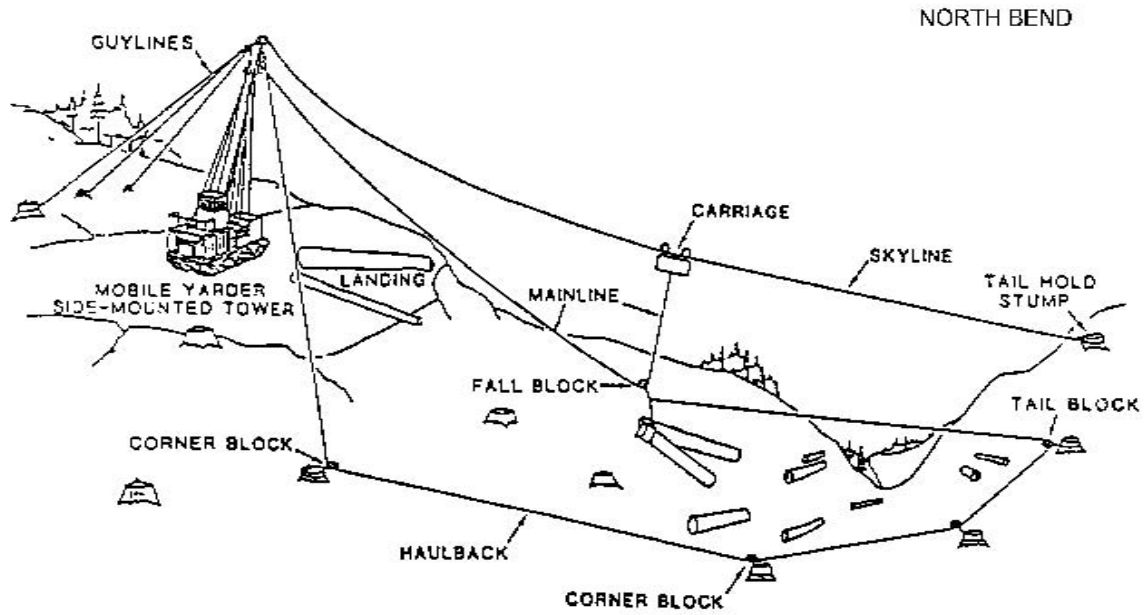 NORTH BEND
GUYLINES
CARRIAGE
SKYLINE
TAIL HOLD
STUMP
LANDING
MAINLINE
MOBILE YARDER
SIDE-MOUNTED TOWER
FALL BLOCK
TAIL BLOCK
CORNER BLOCK
HAULBACK
CORNER BLOCK